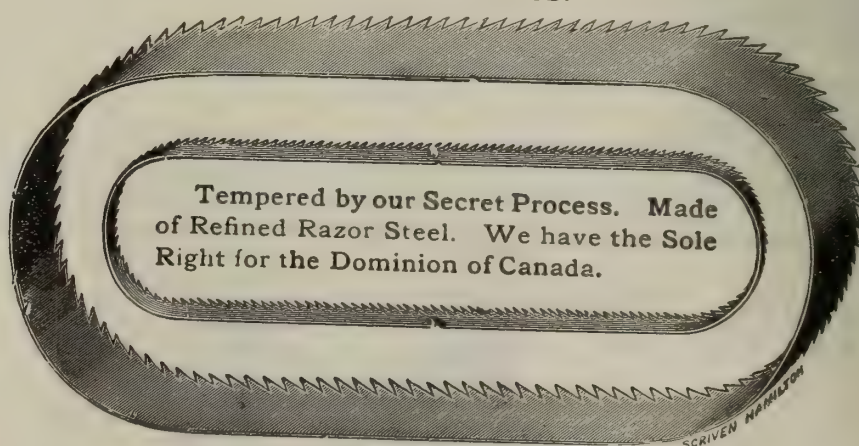 Tempered by our Secret Process. Made
of Refined Razor Steel. We have the Sole
Right for the Dominion of Canada.
SCRIVEN HAMILTON